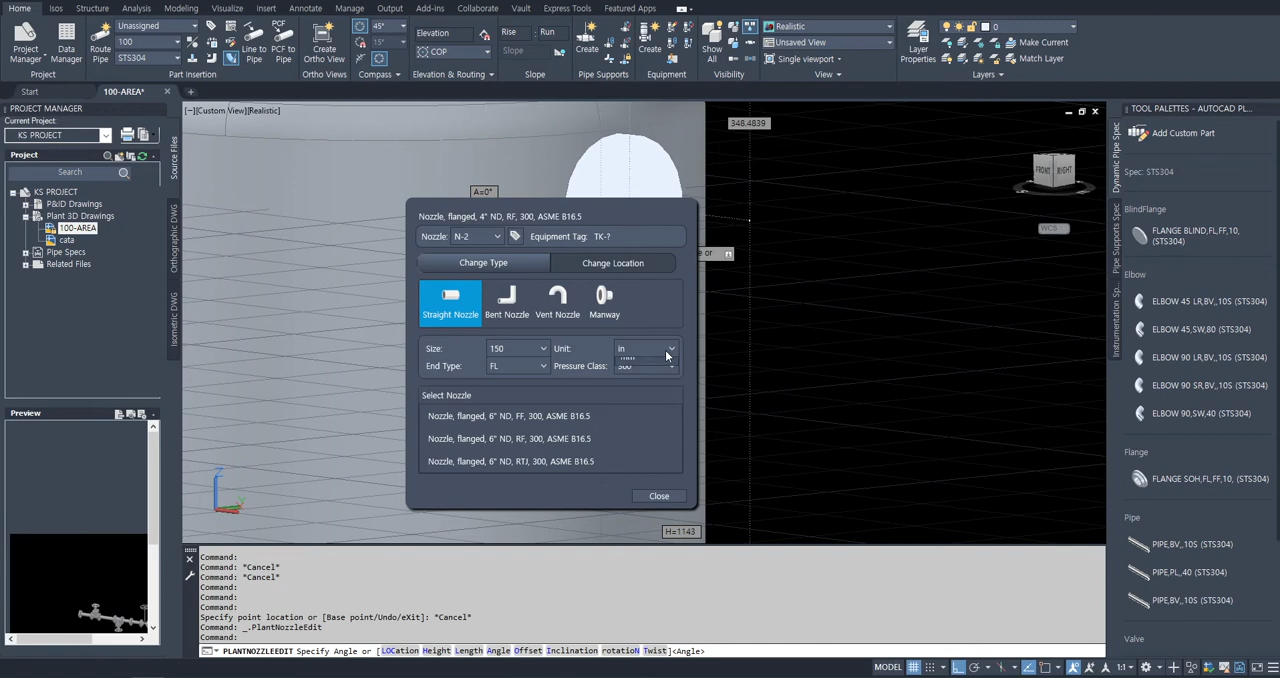 Home Isos Structure Analysis Modeling Visualize Insert Annotate Manage Output Add-ins Collaborate Vault Express Tools Featured Apps
Project Manager
Data Manager
Project
Route Pipe
Unassigned
100
STS304
Line to Pipe
PCF to Pipe
Part Insertion
Create Ortho View
Ortho Views
45°
15°
Compass
Elevation
COP
Elevation & Routing
Rise Run
Slope
Slope
Create
Pipe Supports
Create
Equipment
Show All
Visibility
Realistic
Unsaved View
Single viewport
View
Layer Properties
0
Make Current
Match Layer
Layers
Start
100-AREA*
PROJECT MANAGER
Current Project:
KS PROJECT
Project
Search
KS PROJECT
P&ID Drawings
Plant 3D Drawings
100-AREA
cata
Pipe Specs
Related Files
Source Files
Orthographic DWG
Isometric DWG
Preview
[−][Custom View][Realistic]
348.4839
A=0°
FRONT
RIGHT
WCS
Nozzle, flanged, 4" ND, RF, 300, ASME B16.5
Nozzle: N-2 Equipment Tag: TK-?
Change Type Change Location
Straight Nozzle
Bent Nozzle
Vent Nozzle
Manway
Size: 150 Unit: in
mm
End Type: FL Pressure Class: 300
Select Nozzle
Nozzle, flanged, 6" ND, FF, 300, ASME B16.5
Nozzle, flanged, 6" ND, RF, 300, ASME B16.5
Nozzle, flanged, 6" ND, RTJ, 300, ASME B16.5
Close
or
H=1143
Z
Y
TOOL PALETTES - AUTOCAD PL...
Add Custom Part
Spec: STS304
BlindFlange
FLANGE BLIND,FL,FF,10, (STS304)
Elbow
ELBOW 45 LR,BV,,10S (STS304)
ELBOW 45,SW,80 (STS304)
ELBOW 90 LR,BV,,10S (STS304)
ELBOW 90 SR,BV,,10S (STS304)
ELBOW 90,SW,40 (STS304)
Flange
FLANGE SOH,FL,FF,10, (STS304)
Pipe
PIPE,BV,,10S (STS304)
PIPE,PL,,40 (STS304)
PIPE,BV,,10S (STS304)
Valve
Dynamic Pipe Spec
Pipe Supports Spec
Instrumentation Sp...
Command:
Command: *Cancel*
Command: *Cancel*
Command:
Command:
Command:
Specify point location or [Base point/Undo/eXit]: *Cancel*
Command: _.PlantNozzleEdit
Command:
PLANTNOZZLEEDIT Specify Angle or [LOCation Height Length Angle Offset Inclination rotatioN Twist]<Angle>
MODEL
1:1